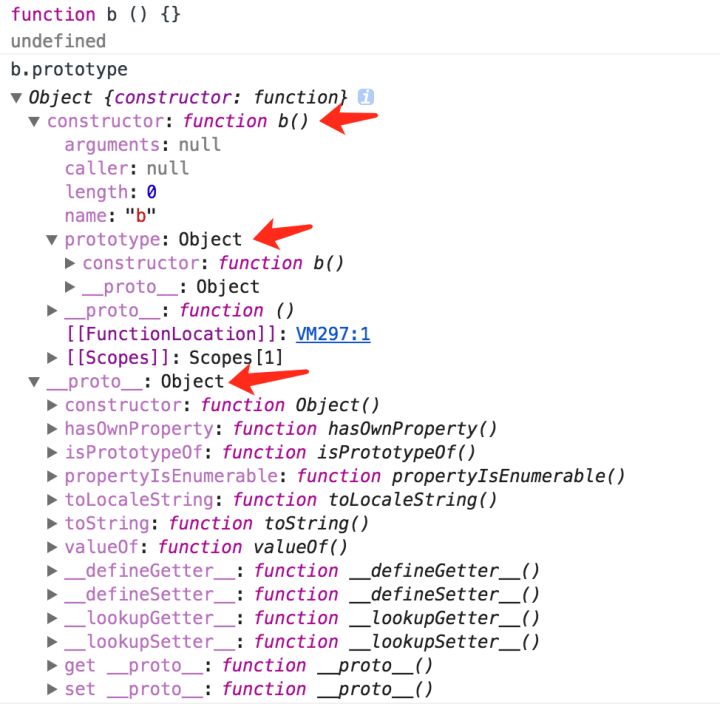 function b () {}
undefined
b.prototype
▼ Object {constructor: function} i
▼ constructor: function b()
arguments: null
caller: null
length: 0
name: "b"
▼ prototype: Object
▶ constructor: function b()
▶ __proto__: Object
▶ __proto__: function ()
[[FunctionLocation]]: VM297:1
▶ [[Scopes]]: Scopes[1]
▼ __proto__: Object
▶ constructor: function Object()
▶ hasOwnProperty: function hasOwnProperty()
▶ isPrototypeOf: function isPrototypeOf()
▶ propertyIsEnumerable: function propertyIsEnumerable()
▶ toLocaleString: function toLocaleString()
▶ toString: function toString()
▶ valueOf: function valueOf()
▶ __defineGetter__: function __defineGetter__()
▶ __defineSetter__: function __defineSetter__()
▶ __lookupGetter__: function __lookupGetter__()
▶ __lookupSetter__: function __lookupSetter__()
▶ get __proto__: function __proto__()
▶ set __proto__: function __proto__()